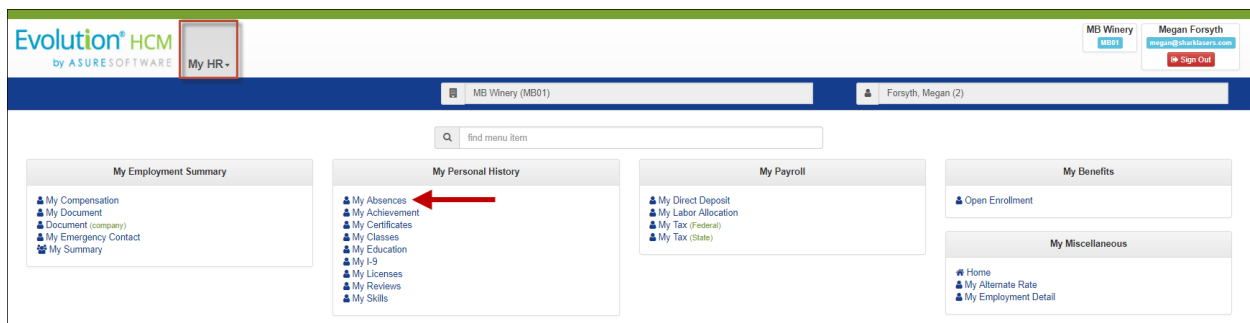 Evolution® HCM
by ASURESOFTWARE
My HR
MB Winery
MB01
Megan Forsyth
megan@sharklasers.com
Sign Out
MB Winery (MB01)
Forsyth, Megan (2)
find menu item
My Employment Summary
My Compensation
My Document
Document (company)
My Emergency Contact
My Summary
My Personal History
My Absences
My Achievement
My Certificates
My Classes
My Education
My I-9
My Licenses
My Reviews
My Skills
My Payroll
My Direct Deposit
My Labor Allocation
My Tax (Federal)
My Tax (State)
My Benefits
Open Enrollment
My Miscellaneous
Home
My Alternate Rate
My Employment Detail